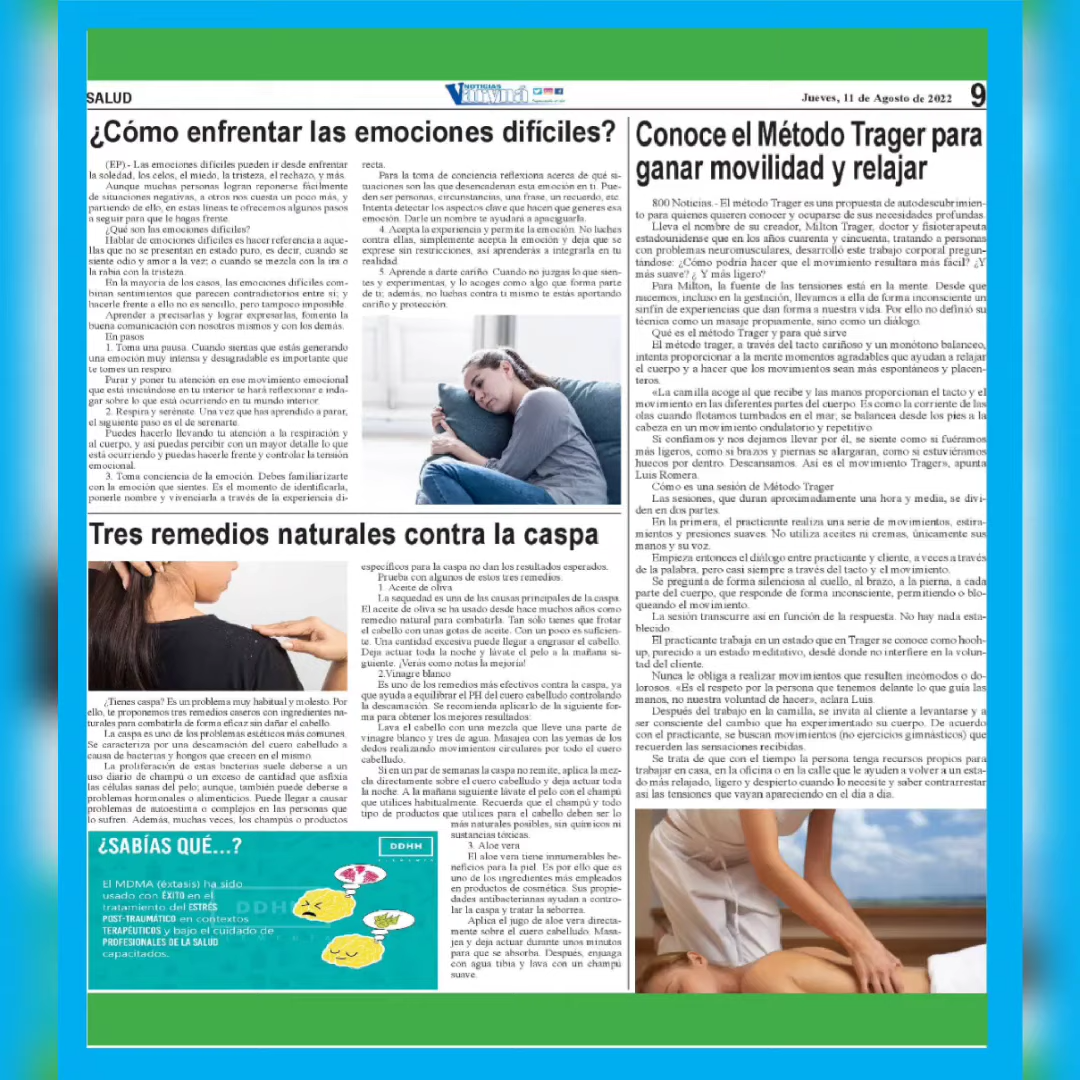 SALUD
NOTICIAS
Varyná
Jueves, 11 de Agosto de 2022
9
¿Cómo enfrentar las emociones difíciles?
(EP).- Las emociones difíciles pueden ir desde enfrentar
la soledad, los celos, el miedo, la tristeza, el rechazo, y más.
Aunque muchas personas logran reponerse fácilmente
de situaciones negativas, a otros nos cuesta un poco más, y
partiendo de ello, en estas líneas te ofrecemos algunos pasos
a seguir para que le hagas frente.
¿Qué son las emociones difíciles?
Hablar de emociones difíciles es hacer referencia a aque-
llas que no se presentan en estado puro, es decir, cuando se
siente odio y amor a la vez; o cuando se mezcla con la ira o
la rabia con la tristeza.
En la mayoría de los casos, las emociones difíciles com-
binan sentimientos que parecen contradictorios entre sí; y
hacerle frente a ello no es sencillo, pero tampoco imposible.
Aprender a precisarlas y lograr expresarlas, fomenta la
buena comunicación con nosotros mismos y con los demás.
En pasos
1. Toma una pausa. Cuando sientas que estás generando
una emoción muy intensa y desagradable es importante que
te tomes un respiro.
Parar y poner tu atención en ese movimiento emocional
que está iniciándose en tu interior te hará reflexionar e inda-
gar sobre lo que está ocurriendo en tu mundo interior.
2. Respira y serénate. Una vez que has aprendido a parar,
el siguiente paso es el de serenarte.
Puedes hacerlo llevando tu atención a la respiración y
al cuerpo, y así puedas percibir con un mayor detalle lo que
está ocurriendo y puedas hacerle frente y controlar la tensión
emocional.
3. Toma conciencia de la emoción. Debes familiarizarte
con la emoción que sientes. Es el momento de identificarla,
ponerle nombre y vivenciarla a través de la experiencia di-
recta.
Para la toma de conciencia reflexiona acerca de qué si-
tuaciones son las que desencadenan esta emoción en ti. Pue-
den ser personas, circunstancias, una frase, un recuerdo, etc.
Intenta detectar los aspectos clave que hacen que generes esa
emoción. Darle un nombre te ayudará a apaciguarla.
4. Acepta la experiencia y permite la emoción. No luches
contra ellas, simplemente acepta la emoción y deja que se
exprese sin restricciones, así aprenderás a integrarla en tu
realidad.
5. Aprende a darte cariño. Cuando no juzgas lo que sien-
tes y experimentas, y lo acoges como algo que forma parte
de ti; además, no luchas contra ti mismo te estás aportando
cariño y protección.
Tres remedios naturales contra la caspa
¿Tienes caspa? Es un problema muy habitual y molesto. Por
ello, te proponemos tres remedios caseros con ingredientes na-
turales para combatirla de forma eficaz sin dañar el cabello.
La caspa es uno de los problemas estéticos más comunes.
Se caracteriza por una descamación del cuero cabelludo a
causa de bacterias y hongos que crecen en el mismo.
La proliferación de estas bacterias suele deberse a un
uso diario de champú o un exceso de cantidad que asfixia
las células sanas del pelo; aunque, también puede deberse a
problemas hormonales o alimenticios. Puede llegar a causar
problemas de autoestima o complejos en las personas que
lo sufren. Además, muchas veces, los champús o productos
específicos para la caspa no dan los resultados esperados.
Prueba con algunos de estos tres remedios.
1. Aceite de oliva
La sequedad es una de las causas principales de la caspa.
El aceite de oliva se ha usado desde hace muchos años como
remedio natural para combatirla. Tan sólo tienes que frotar
el cabello con unas gotas de aceite. Con un poco es suficien-
te. Una cantidad excesiva puede llegar a engrasar el cabello.
Deja actuar toda la noche y lávate el pelo a la mañana si-
guiente. ¡Verás como notas la mejoría!
2.Vinagre blanco
Es uno de los remedios más efectivos contra la caspa, ya
que ayuda a equilibrar el PH del cuero cabelludo controlando
la descamación. Se recomienda aplicarlo de la siguiente for-
ma para obtener los mejores resultados:
Lava el cabello con una mezcla que lleve una parte de
vinagre blanco y tres de agua. Masajea con las yemas de los
dedos realizando movimientos circulares por todo el cuero
cabelludo.
Si en un par de semanas la caspa no remite, aplica la mez-
cla directamente sobre el cuero cabelludo y deja actuar toda
la noche. A la mañana siguiente lávate el pelo con el champú
que utilices habitualmente. Recuerda que el champú y todo
tipo de productos que utilices para el cabello deben ser lo
más naturales posibles, sin químicos ni
sustancias tóxicas.
3. Aloe vera
El aloe vera tiene innumerables be-
neficios para la piel. Es por ello que es
uno de los ingredientes más empleados
en productos de cosmética. Sus propie-
dades antibacterianas ayudan a contro-
lar la caspa y tratar la seborrea.
Aplica el jugo de aloe vera directa-
mente sobre el cuero cabelludo. Masa-
jea y deja actuar durante unos minutos
para que se absorba. Después, enjuaga
con agua tibia y lava con un champú
suave.
¿SABÍAS QUÉ...?
DDHH
El MDMA (éxtasis) ha sido
usado con ÉXITO en el
tratamiento del ESTRÉS
POST-TRAUMÁTICO en contextos
TERAPÉUTICOS y bajo el cuidado de
PROFESIONALES DE LA SALUD
capacitados.
Conoce el Método Trager para
ganar movilidad y relajar
800 Noticias.- El método Trager es una propuesta de autodescubrimien-
to para quienes quieren conocer y ocuparse de sus necesidades profundas.
Lleva el nombre de su creador, Milton Trager, doctor y fisioterapeuta
estadounidense que en los años cuarenta y cincuenta, tratando a personas
con problemas neuromusculares, desarrolló este trabajo corporal pregun-
tándose: ¿Cómo podría hacer que el movimiento resultara más fácil? ¿Y
más suave? ¿ Y más ligero?
Para Milton, la fuente de las tensiones está en la mente. Desde que
nacemos, incluso en la gestación, llevamos a ella de forma inconsciente un
sinfín de experiencias que dan forma a nuestra vida. Por ello no definió su
técnica como un masaje propiamente, sino como un diálogo.
Qué es el método Trager y para qué sirve
El método trager, a través del tacto cariñoso y un monótono balanceo,
intenta proporcionar a la mente momentos agradables que ayudan a relajar
el cuerpo y a hacer que los movimientos sean más espontáneos y placen-
teros.
«La camilla acoge al que recibe y las manos proporcionan el tacto y el
movimiento en las diferentes partes del cuerpo. Es como la corriente de las
olas cuando flotamos tumbados en el mar, se balancea desde los pies a la
cabeza en un movimiento ondulatorio y repetitivo.
Si confiamos y nos dejamos llevar por él, se siente como si fuéramos
más ligeros, como si brazos y piernas se alargaran, como si estuviéramos
huecos por dentro. Descansamos. Así es el movimiento Trager», apunta
Luis Romera.
Cómo es una sesión de Método Trager
Las sesiones, que duran aproximadamente una hora y media, se divi-
den en dos partes.
En la primera, el practicante realiza una serie de movimientos, estira-
mientos y presiones suaves. No utiliza aceites ni cremas, únicamente sus
manos y su voz.
Empieza entonces el diálogo entre practicante y cliente, a veces a través
de la palabra, pero casi siempre a través del tacto y el movimiento.
Se pregunta de forma silenciosa al cuello, al brazo, a la pierna, a cada
parte del cuerpo, que responde de forma inconsciente, permitiendo o blo-
queando el movimiento.
La sesión transcurre así en función de la respuesta. No hay nada esta-
blecido.
El practicante trabaja en un estado que en Trager se conoce como hook-
up, parecido a un estado meditativo, desde donde no interfiere en la volun-
tad del cliente.
Nunca le obliga a realizar movimientos que resulten incómodos o do-
lorosos. «Es el respeto por la persona que tenemos delante lo que guía las
manos, no nuestra voluntad de hacer», aclara Luis.
Después del trabajo en la camilla, se invita al cliente a levantarse y a
ser consciente del cambio que ha experimentado su cuerpo. De acuerdo
con el practicante, se buscan movimientos (no ejercicios gimnásticos) que
recuerden las sensaciones recibidas.
Se trata de que con el tiempo la persona tenga recursos propios para
trabajar en casa, en la oficina o en la calle que le ayuden a volver a un esta-
do más relajado, ligero y despierto cuando lo necesite y saber contrarrestar
así las tensiones que vayan apareciendo en el día a día.